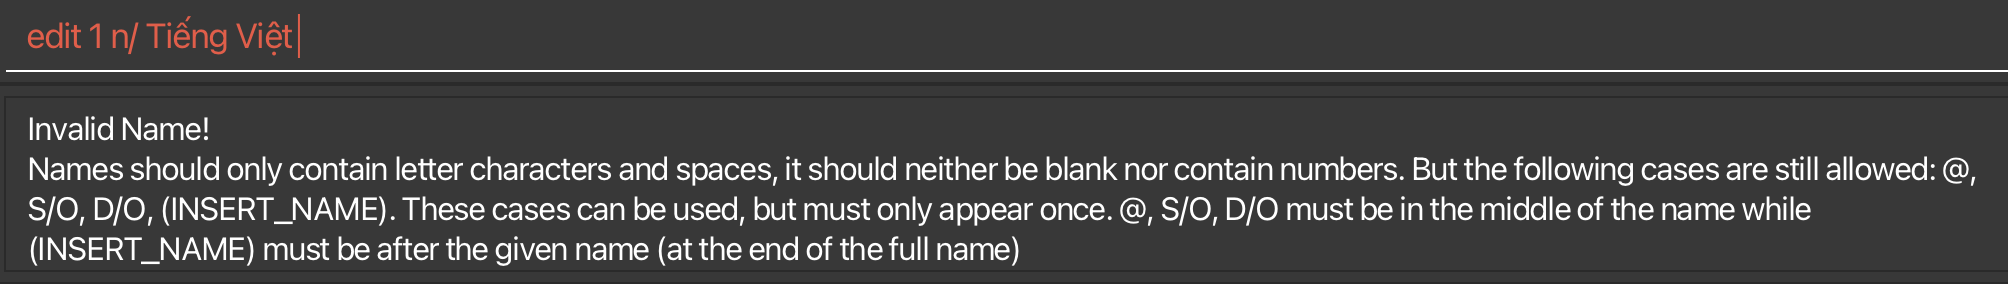 edit 1 n/ Tiếng Việt
Invalid Name!
Names should only contain letter characters and spaces, it should neither be blank nor contain numbers. But the following cases are still allowed: @,
S/O, D/O, (INSERT_NAME). These cases can be used, but must only appear once. @, S/O, D/O must be in the middle of the name while
(INSERT_NAME) must be after the given name (at the end of the full name)